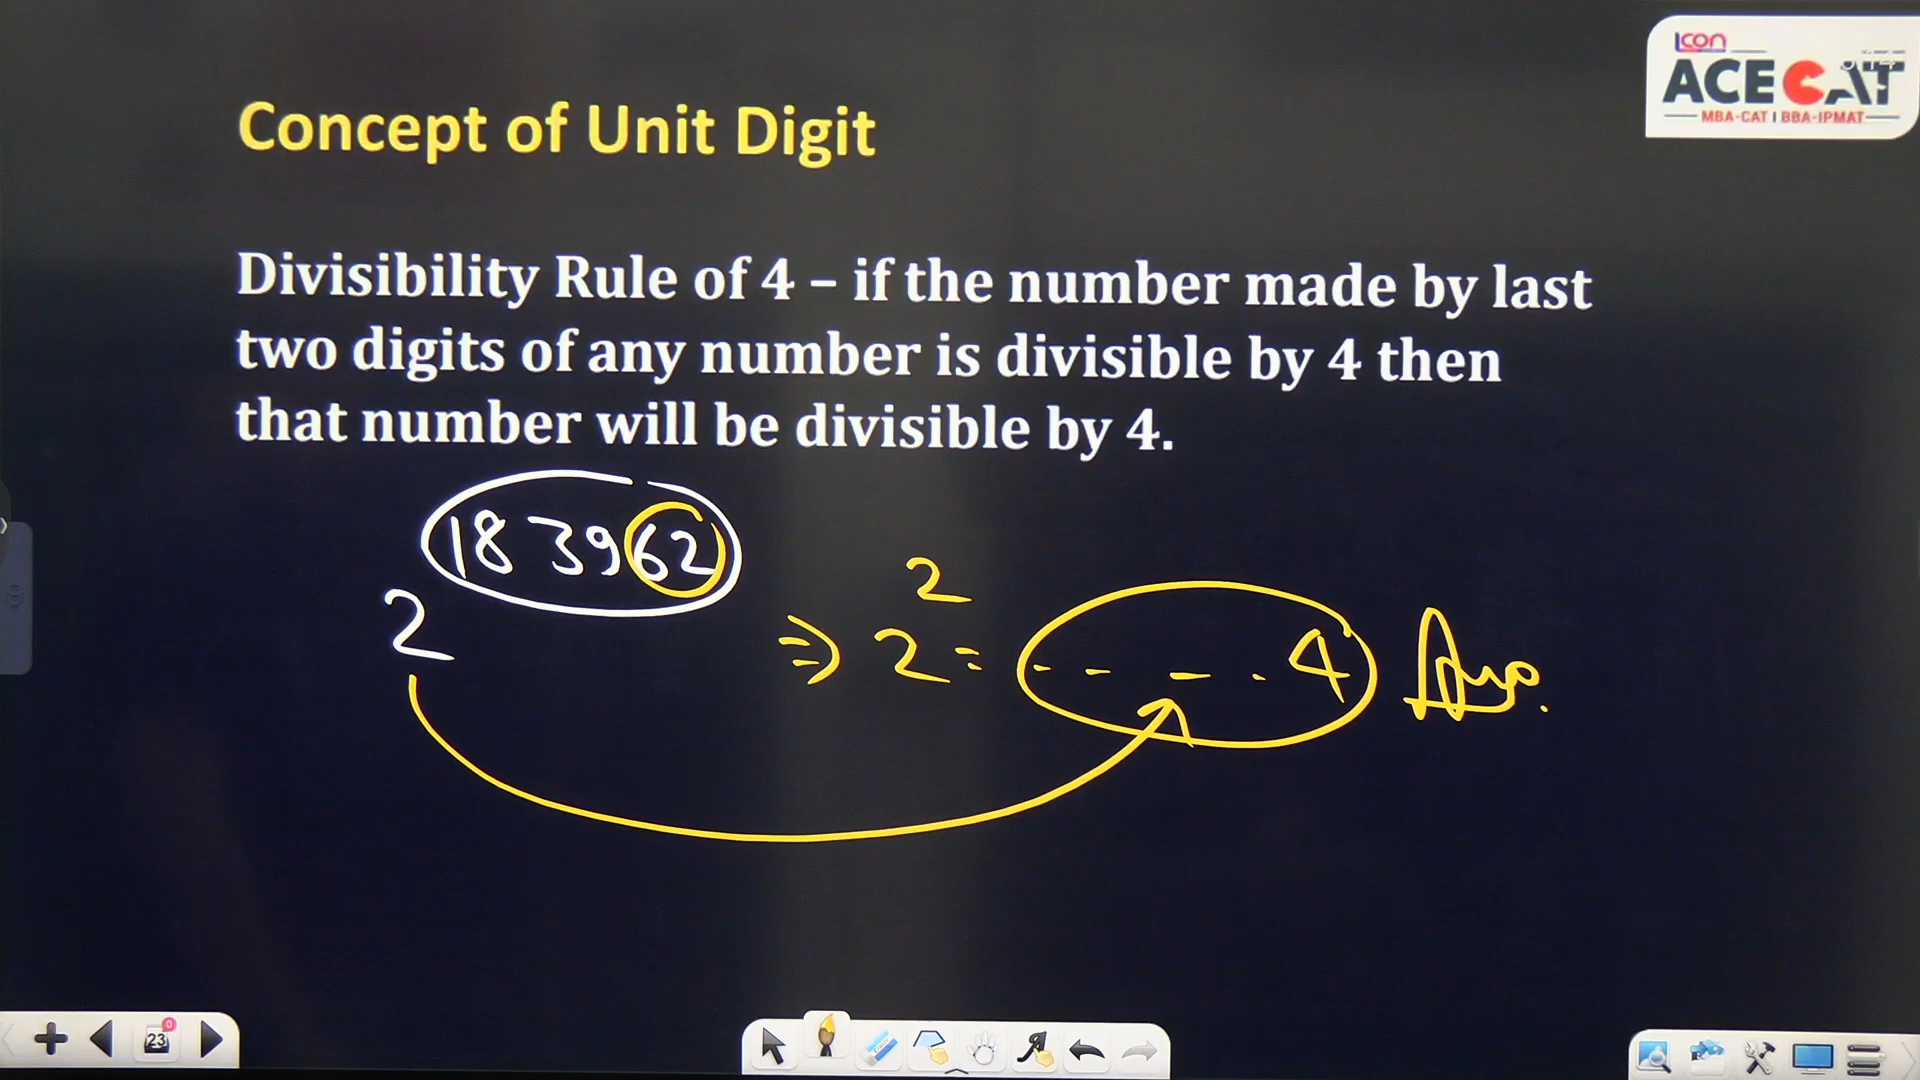 Icon
ACE CAT
MBA-CAT | BBA-IPMAT
Concept of Unit Digit
Divisibility Rule of 4 – if the number made by last
two digits of any number is divisible by 4 then
that number will be divisible by 4.
183962
2
2
⇒ 2 = - - - . 4 Ans.
23
0